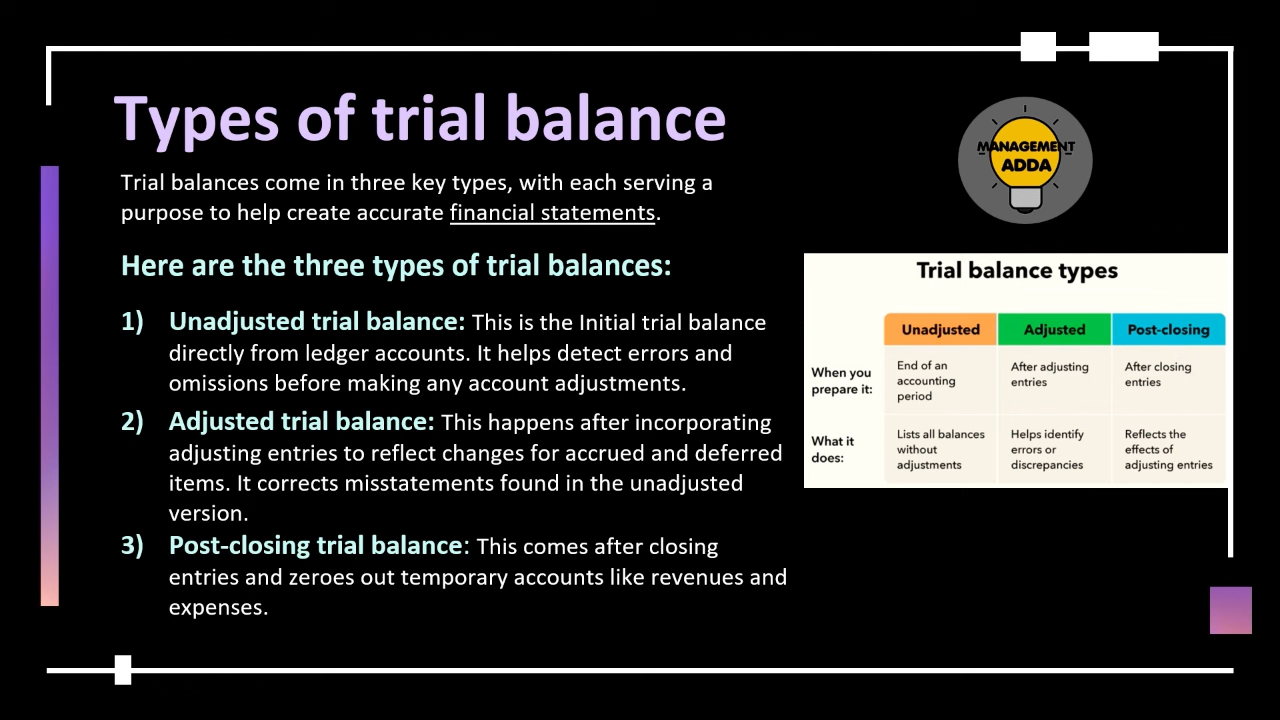 Types of trial balance
Trial balances come in three key types, with each serving a
purpose to help create accurate financial statements.
Here are the three types of trial balances:
1) Unadjusted trial balance: This is the Initial trial balance
directly from ledger accounts. It helps detect errors and
omissions before making any account adjustments.
2) Adjusted trial balance: This happens after incorporating
adjusting entries to reflect changes for accrued and deferred
items. It corrects misstatements found in the unadjusted
version.
3) Post-closing trial balance: This comes after closing
entries and zeroes out temporary accounts like revenues and
expenses.
MANAGEMENT
ADDA
Trial balance types
Unadjusted Adjusted Post-closing
When you
prepare it:
End of an
accounting
period
After adjusting
entries
After closing
entries
What it
does:
Lists all balances
without
adjustments
Helps identify
errors or
discrepancies
Reflects the
effects of
adjusting entries